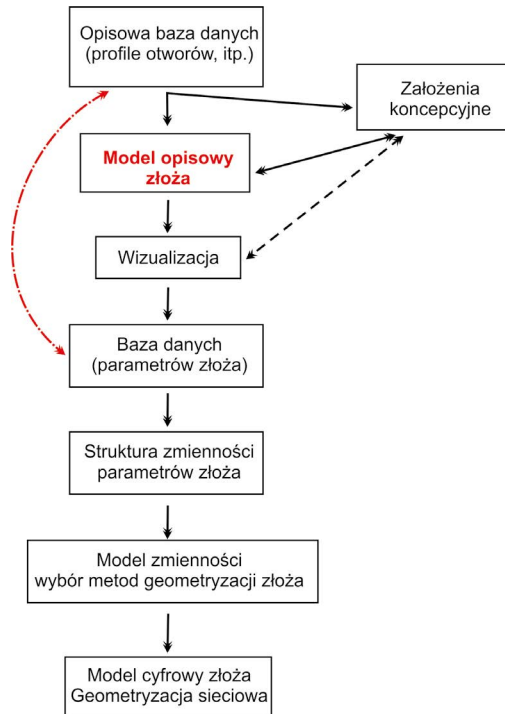 Opisowa baza danych
(profile otworów, itp.)
Założenia
koncepcyjne
Model opisowy
złoża
Wizualizacja
Baza danych
(parametrów złoża)
Struktura zmienności
parametrów złoża
Model zmienności
wybór metod geometryzacji złoża
Model cyfrowy złoża
Geometryzacja sieciowa